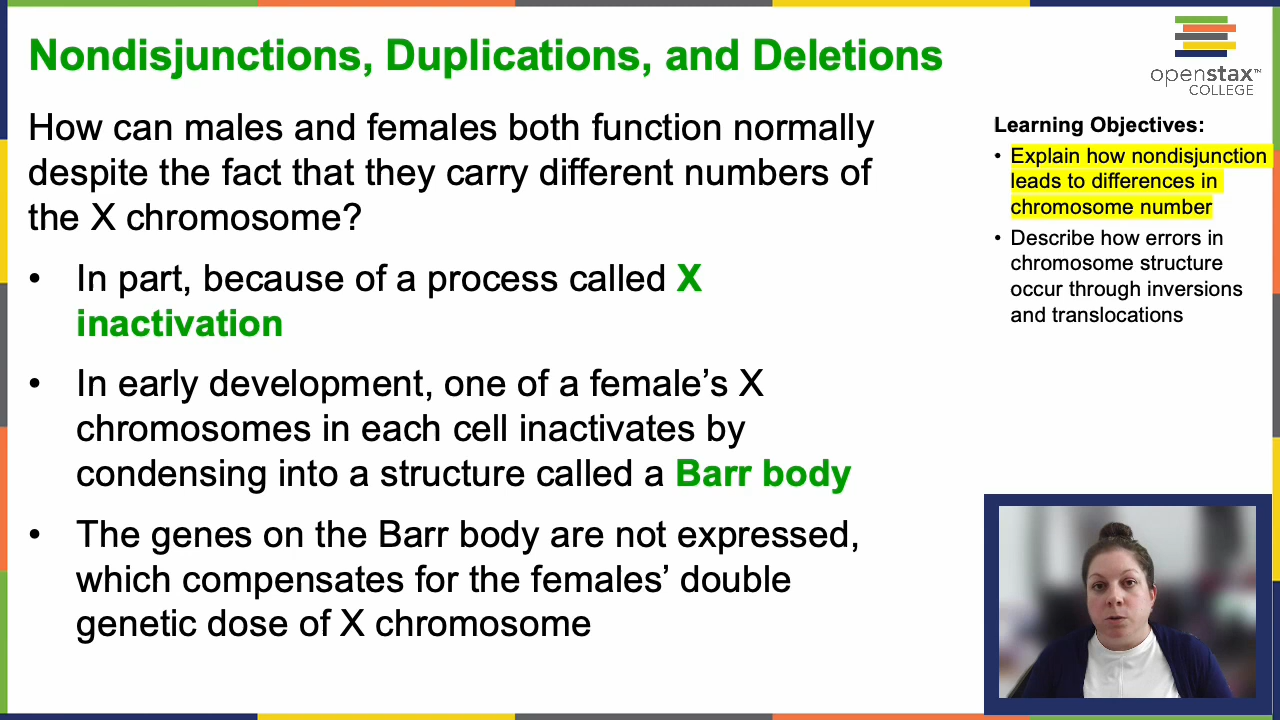 Nondisjunctions, Duplications, and Deletions
openstax™
COLLEGE
How can males and females both function normally
despite the fact that they carry different numbers of
the X chromosome?
• In part, because of a process called X
inactivation
• In early development, one of a female’s X
chromosomes in each cell inactivates by
condensing into a structure called a Barr body
• The genes on the Barr body are not expressed,
which compensates for the females’ double
genetic dose of X chromosome
Learning Objectives:
• Explain how nondisjunction
leads to differences in
chromosome number
• Describe how errors in
chromosome structure
occur through inversions
and translocations